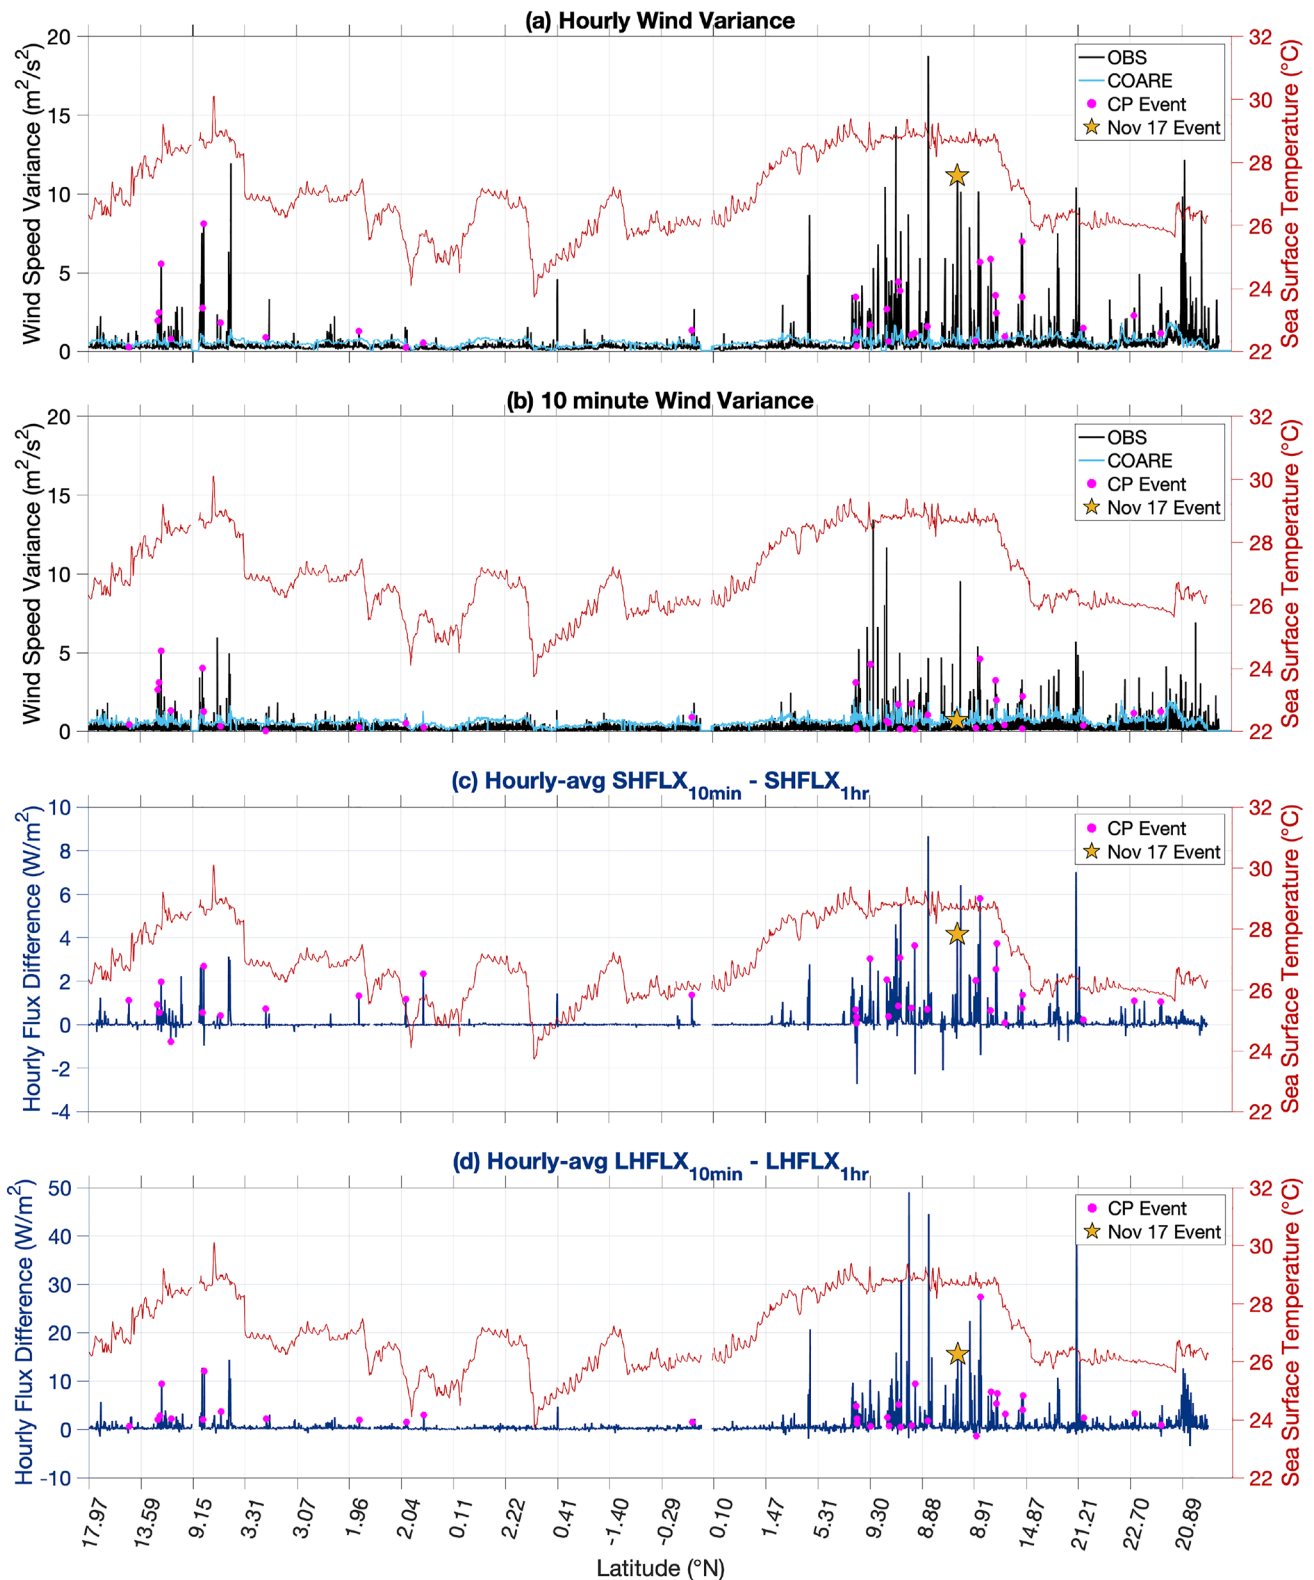 (a) Hourly Wind Variance
Wind Speed Variance (m²/s²)
20
15
10
5
0
32
30
28
26
24
22
Sea Surface Temperature (°C)
OBS
COARE
CP Event
Nov 17 Event
(b) 10 minute Wind Variance
Wind Speed Variance (m²/s²)
20
15
10
5
0
32
30
28
26
24
22
Sea Surface Temperature (°C)
OBS
COARE
CP Event
Nov 17 Event
(c) Hourly-avg SHFLX10min - SHFLX1hr
Hourly Flux Difference (W/m²)
10
8
6
4
2
0
-2
-4
32
30
28
26
24
22
Sea Surface Temperature (°C)
CP Event
Nov 17 Event
(d) Hourly-avg LHFLX10min - LHFLX1hr
Hourly Flux Difference (W/m²)
50
40
30
20
10
0
-10
32
30
28
26
24
22
Sea Surface Temperature (°C)
CP Event
Nov 17 Event
17.97
13.59
9.15
3.31
3.07
1.96
2.04
0.11
2.22
0.41
-1.40
-0.29
0.10
1.47
5.31
9.30
8.88
8.91
14.87
21.21
22.70
20.89
Latitude (°N)